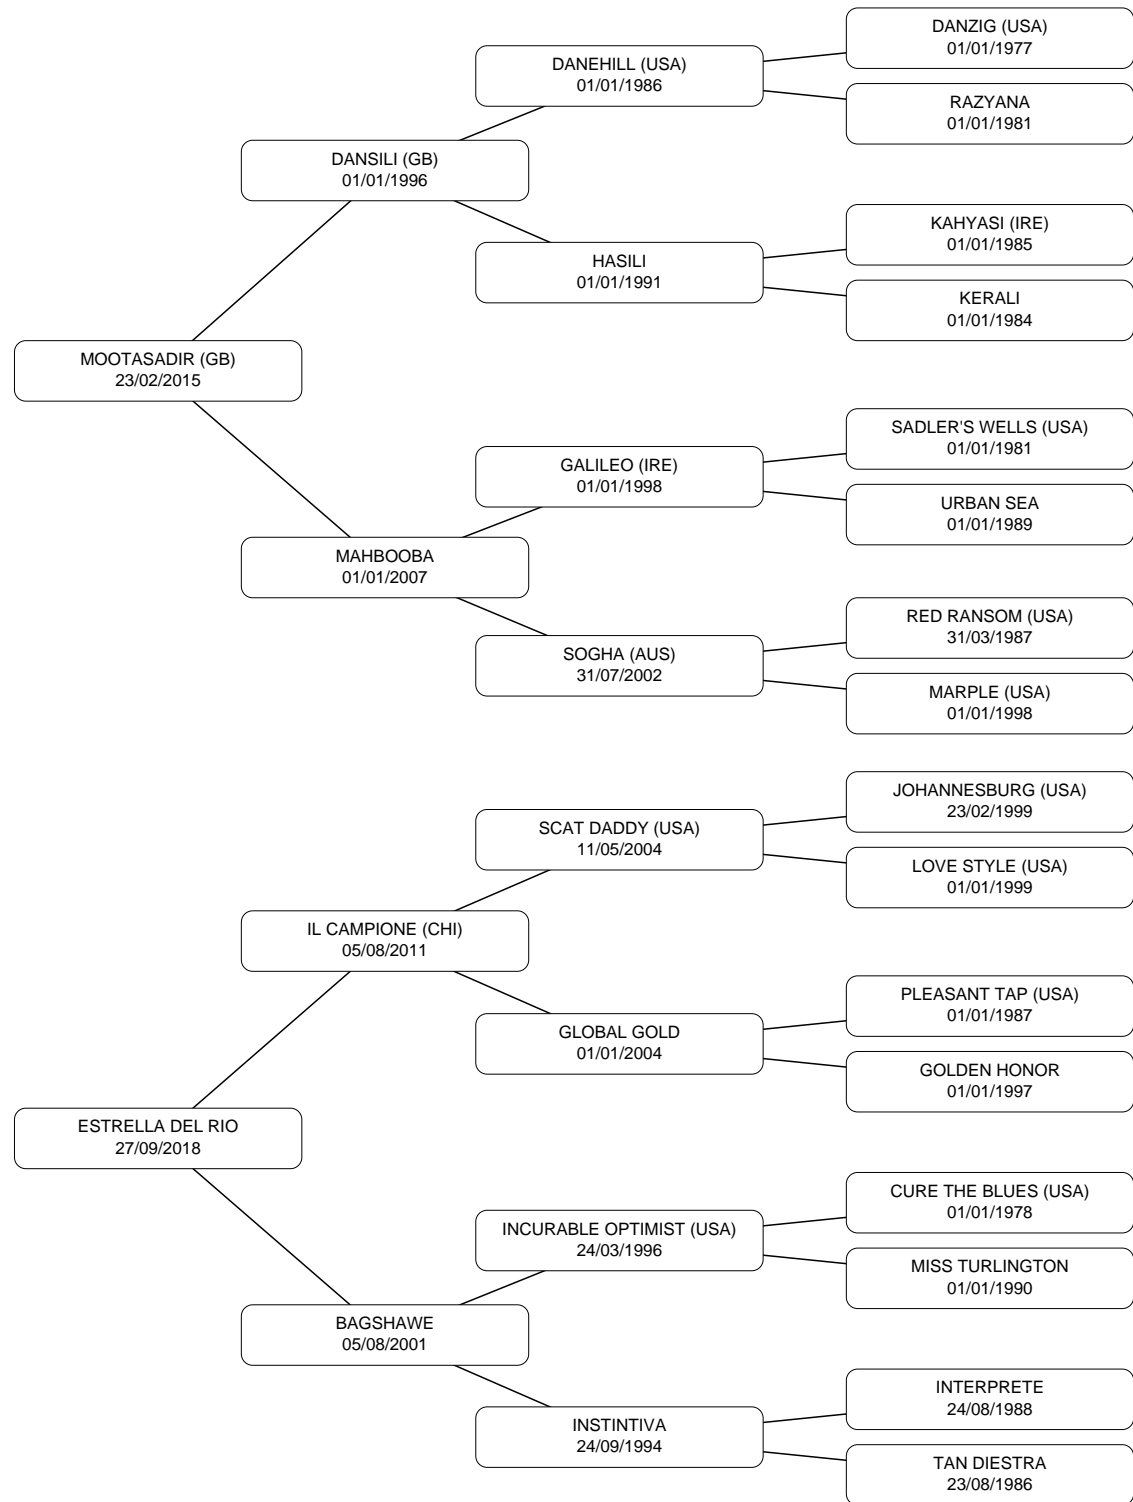 DANZIG (USA)
01/01/1977
DANEHILL (USA)
01/01/1986
RAZYANA
01/01/1981
DANSILI (GB)
01/01/1996
KAHYASI (IRE)
01/01/1985
HASILI
01/01/1991
KERALI
01/01/1984
MOOTASADIR (GB)
23/02/2015
SADLER'S WELLS (USA)
01/01/1981
GALILEO (IRE)
01/01/1998
URBAN SEA
01/01/1989
MAHBOOBA
01/01/2007
RED RANSOM (USA)
31/03/1987
SOGHA (AUS)
31/07/2002
MARPLE (USA)
01/01/1998
JOHANNESBURG (USA)
23/02/1999
SCAT DADDY (USA)
11/05/2004
LOVE STYLE (USA)
01/01/1999
IL CAMPIONE (CHI)
05/08/2011
PLEASANT TAP (USA)
01/01/1987
GLOBAL GOLD
01/01/2004
GOLDEN HONOR
01/01/1997
ESTRELLA DEL RIO
27/09/2018
CURE THE BLUES (USA)
01/01/1978
INCURABLE OPTIMIST (USA)
24/03/1996
MISS TURLINGTON
01/01/1990
BAGSHAWE
05/08/2001
INTERPRETE
24/08/1988
INSTINTIVA
24/09/1994
TAN DIESTRA
23/08/1986